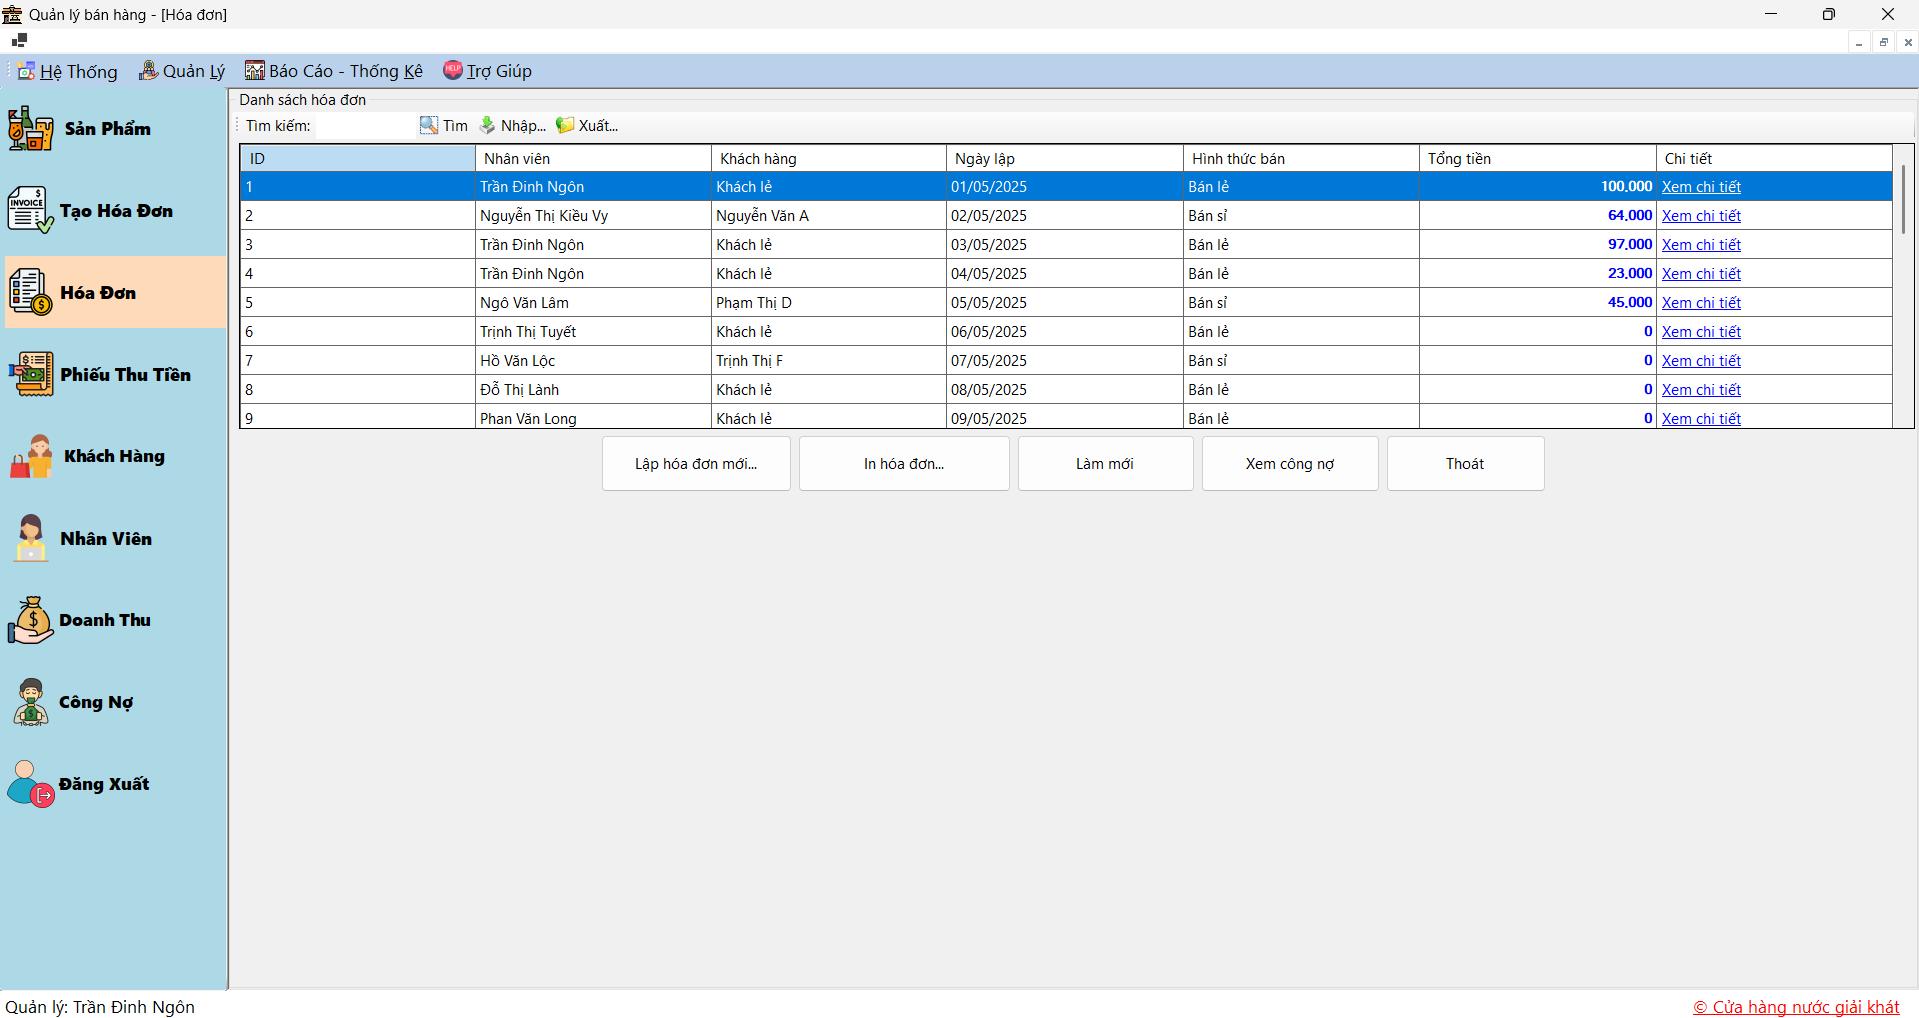 Quản lý bán hàng - [Hóa đơn]
Hệ Thống Quản Lý Báo Cáo - Thống Kê HELP Trợ Giúp
Sản Phẩm
INVOICE
Tạo Hóa Đơn
Hóa Đơn
Phiếu Thu Tiền
Khách Hàng
Nhân Viên
Doanh Thu
Công Nợ
Đăng Xuất
Danh sách hóa đơn
Tìm kiếm: Tìm Nhập... Xuất...
ID Nhân viên Khách hàng Ngày lập Hình thức bán Tổng tiền Chi tiết
1 Trần Đình Ngôn Khách lẻ 01/05/2025 Bán lẻ 100.000 Xem chi tiết
2 Nguyễn Thị Kiều Vy Nguyễn Văn A 02/05/2025 Bán sỉ 64.000 Xem chi tiết
3 Trần Đình Ngôn Khách lẻ 03/05/2025 Bán lẻ 97.000 Xem chi tiết
4 Trần Đình Ngôn Khách lẻ 04/05/2025 Bán lẻ 23.000 Xem chi tiết
5 Ngô Văn Lâm Phạm Thị D 05/05/2025 Bán sỉ 45.000 Xem chi tiết
6 Trịnh Thị Tuyết Khách lẻ 06/05/2025 Bán lẻ 0 Xem chi tiết
7 Hồ Văn Lộc Trịnh Thị F 07/05/2025 Bán sỉ 0 Xem chi tiết
8 Đỗ Thị Lành Khách lẻ 08/05/2025 Bán lẻ 0 Xem chi tiết
9 Phan Văn Long Khách lẻ 09/05/2025 Bán lẻ 0 Xem chi tiết
Lập hóa đơn mới... In hóa đơn... Làm mới Xem công nợ Thoát
Quản lý: Trần Đình Ngôn
© Cửa hàng nước giải khát